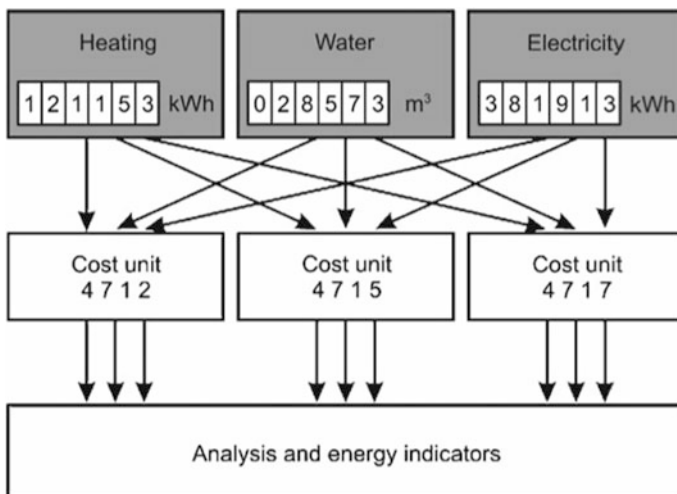 Heating
1 2 1 1 5 3 kWh
Water
0 2 8 5 7 3 m³
Electricity
3 8 1 9 1 3 kWh
Cost unit
4 7 1 2
Cost unit
4 7 1 5
Cost unit
4 7 1 7
Analysis and energy indicators